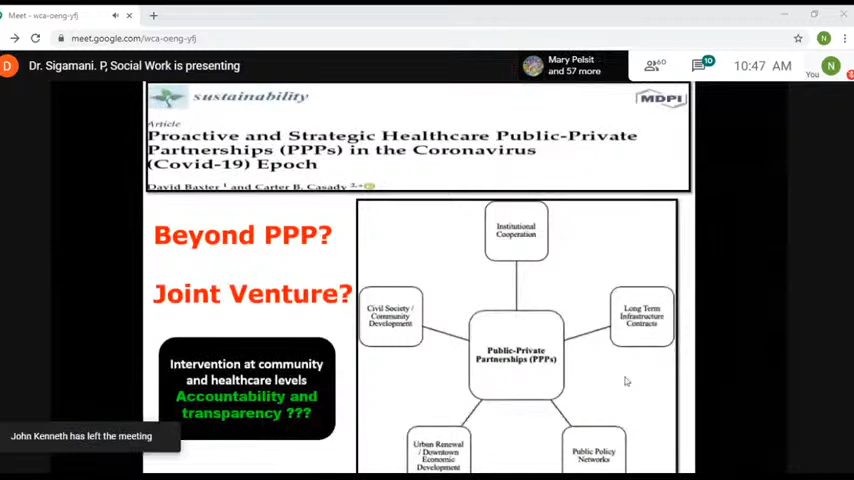 Meet - wca-oeng-yfj
meet.google.com/wca-oeng-yfj
N
D
Dr. Sigamani. P, Social Work is presenting
Mary Pelsit
and 57 more
60
10
10:47 AM
You
N
sustainability
MDPI
Article
Proactive and Strategic Healthcare Public-Private
Partnerships (PPPs) in the Coronavirus
(Covid-19) Epoch
David Baxter 1 and Carter B. Casady 2,*
Beyond PPP?
Joint Venture?
Intervention at community
and healthcare levels
Accountability and
transparency ???
Institutional
Cooperation
Civil Society /
Community
Development
Long Term
Infrastructure
Contracts
Public-Private
Partnerships (PPPs)
Urban Renewal
/ Downtown
Economic
Development
Public Policy
Networks
John Kenneth has left the meeting